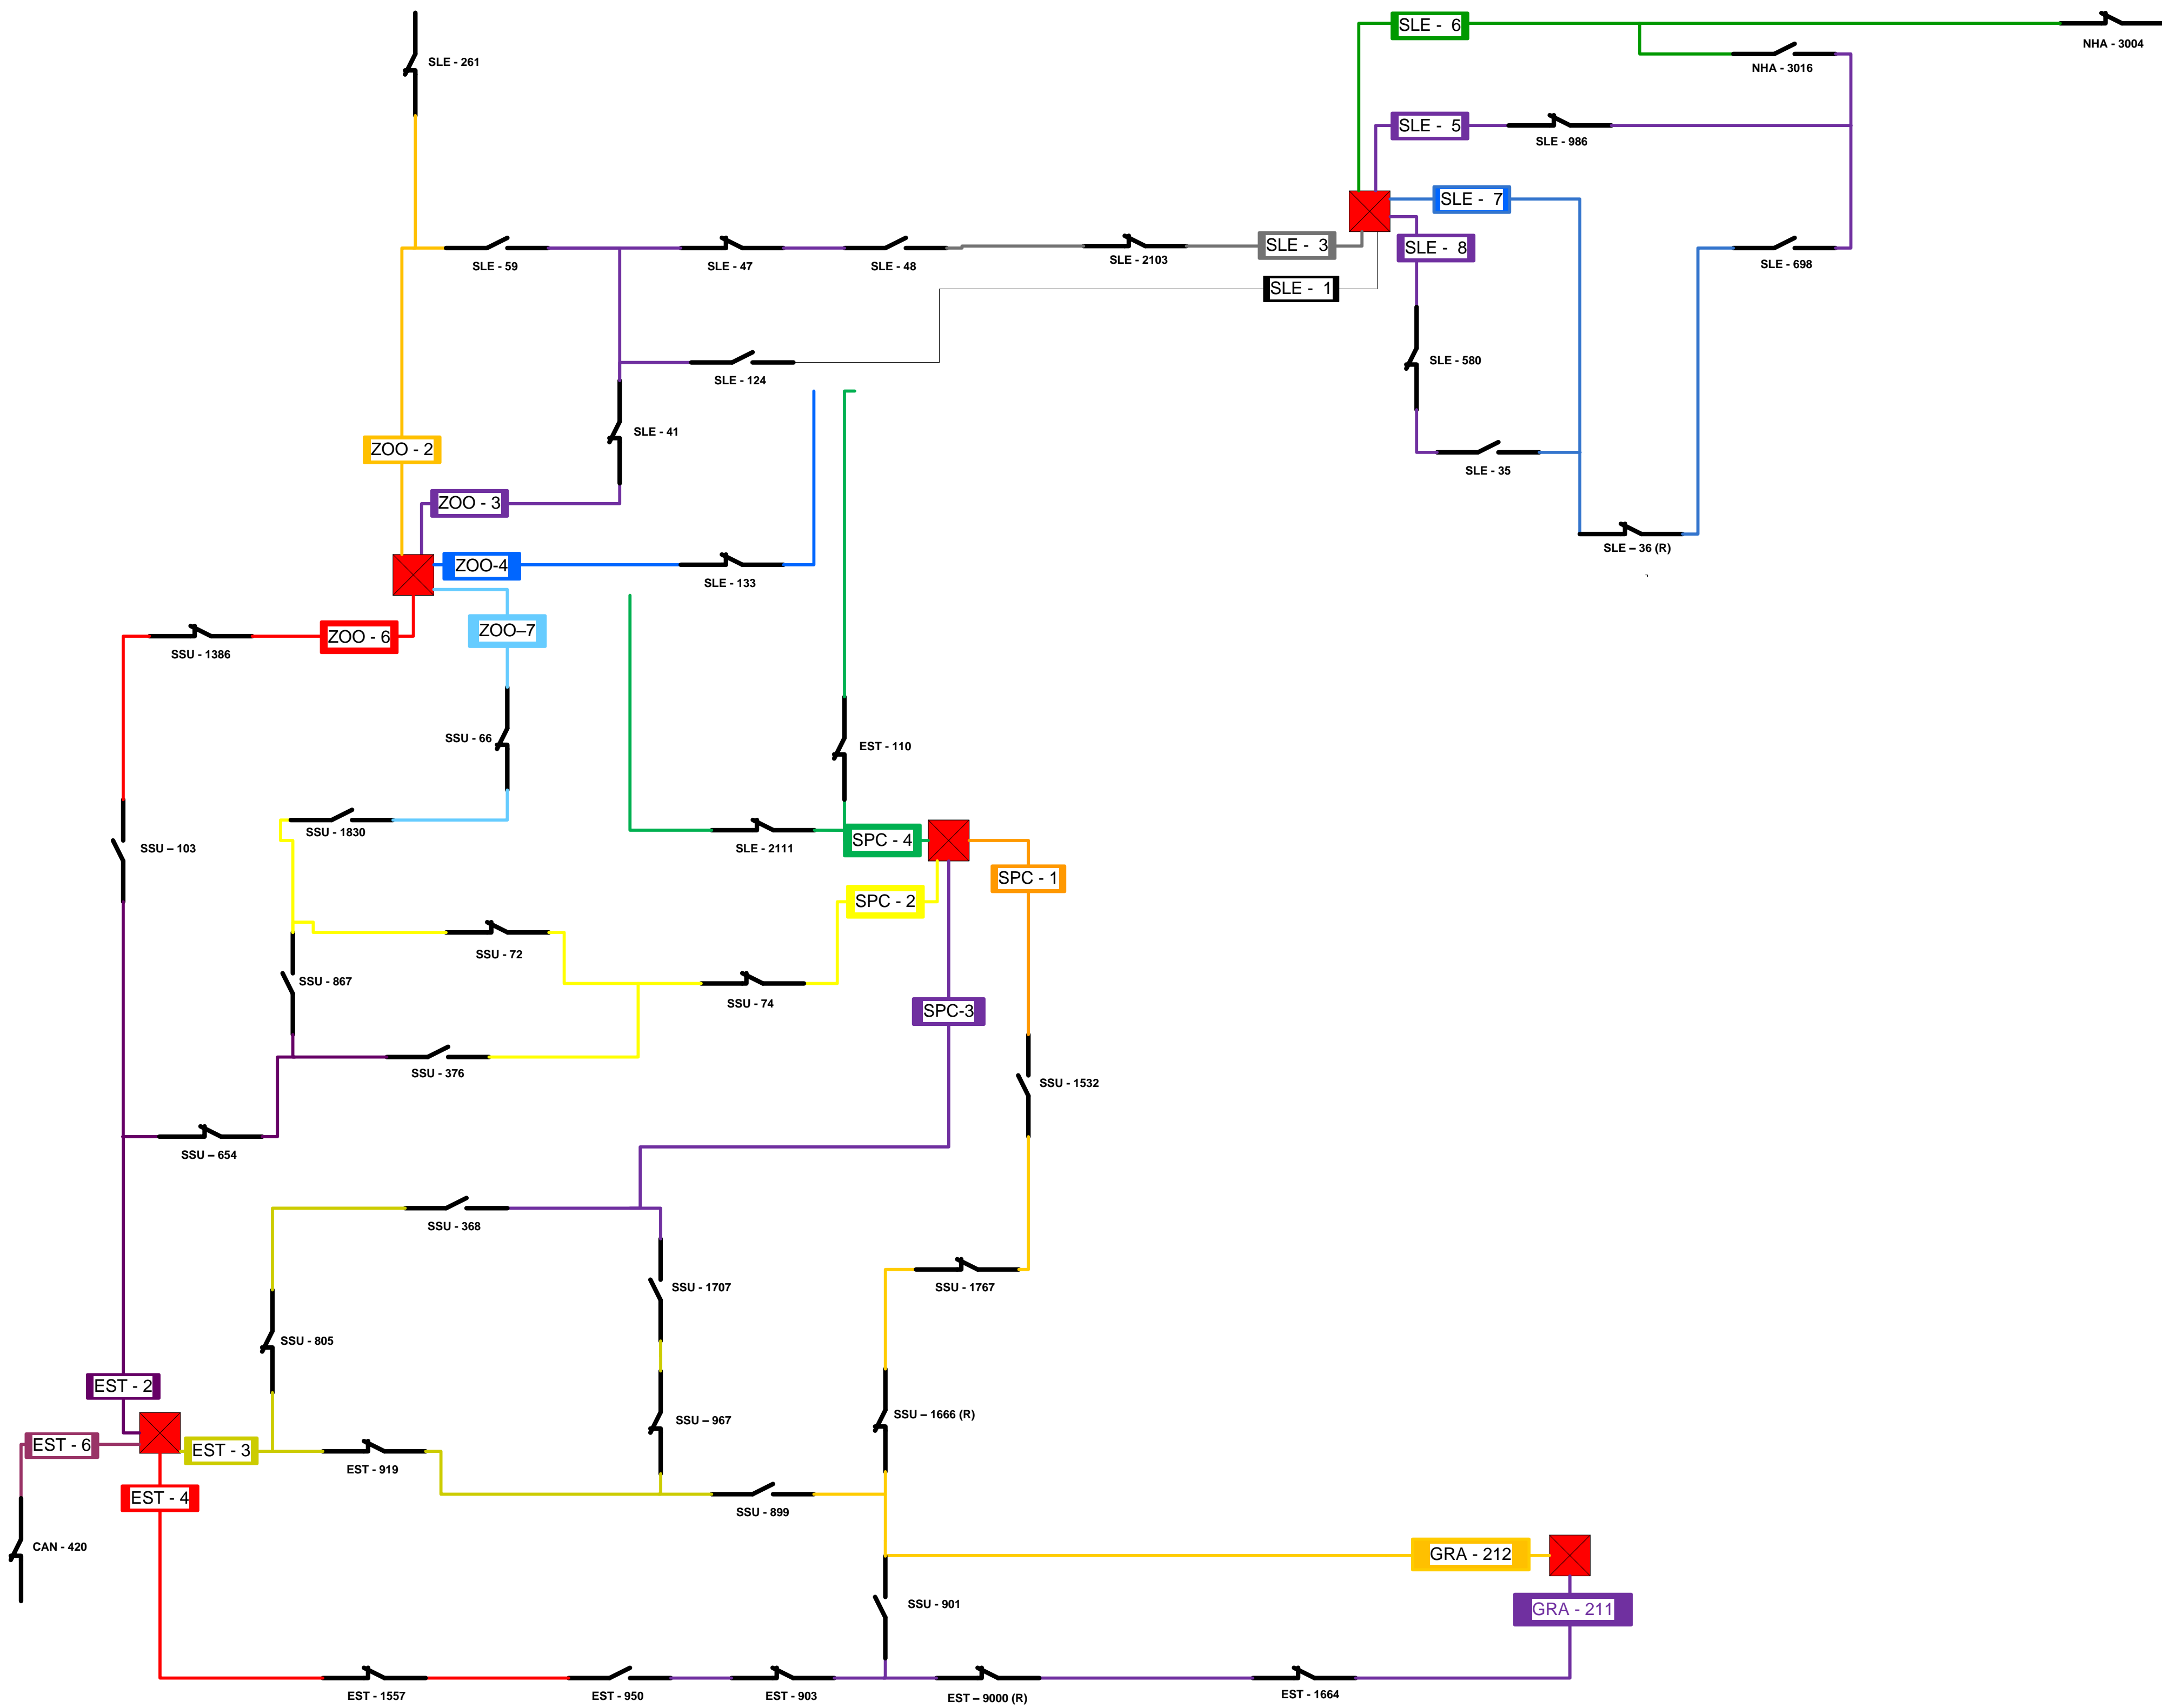 SLE - 6
NHA - 3004
SLE - 261
NHA - 3016
SLE - 5
SLE - 986
SLE - 7
SLE - 3
SLE - 8
SLE - 59
SLE - 47
SLE - 48
SLE - 2103
SLE - 698
SLE - 1
SLE - 580
SLE - 124
SLE - 41
ZOO - 2
SLE - 35
ZOO - 3
SLE – 36 (R)
ZOO-4
SLE - 133
ZOO - 6
ZOO–7
SSU - 1386
SSU - 66
EST - 110
SSU - 1830
SSU – 103
SLE - 2111
SPC - 4
SPC - 1
SPC - 2
SSU - 72
SSU - 867
SSU - 74
SPC-3
SSU - 376
SSU - 1532
SSU – 654
SSU - 368
SSU - 1707
SSU - 1767
SSU - 805
EST - 2
SSU – 967
SSU – 1666 (R)
EST - 6
EST - 3
EST - 919
EST - 4
SSU - 899
CAN - 420
GRA - 212
SSU - 901
GRA - 211
EST - 1557
EST - 950
EST - 903
EST – 9000 (R)
EST - 1664